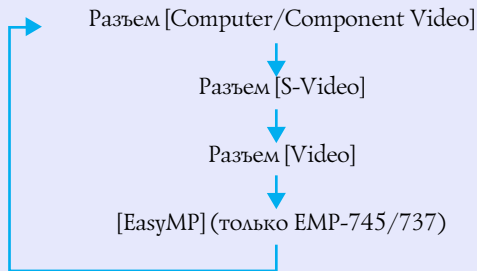 Разъем [Computer/Component Video]
Разъем [S-Video]
Разъем [Video]
[EasyMP] (только EMP-745/737)